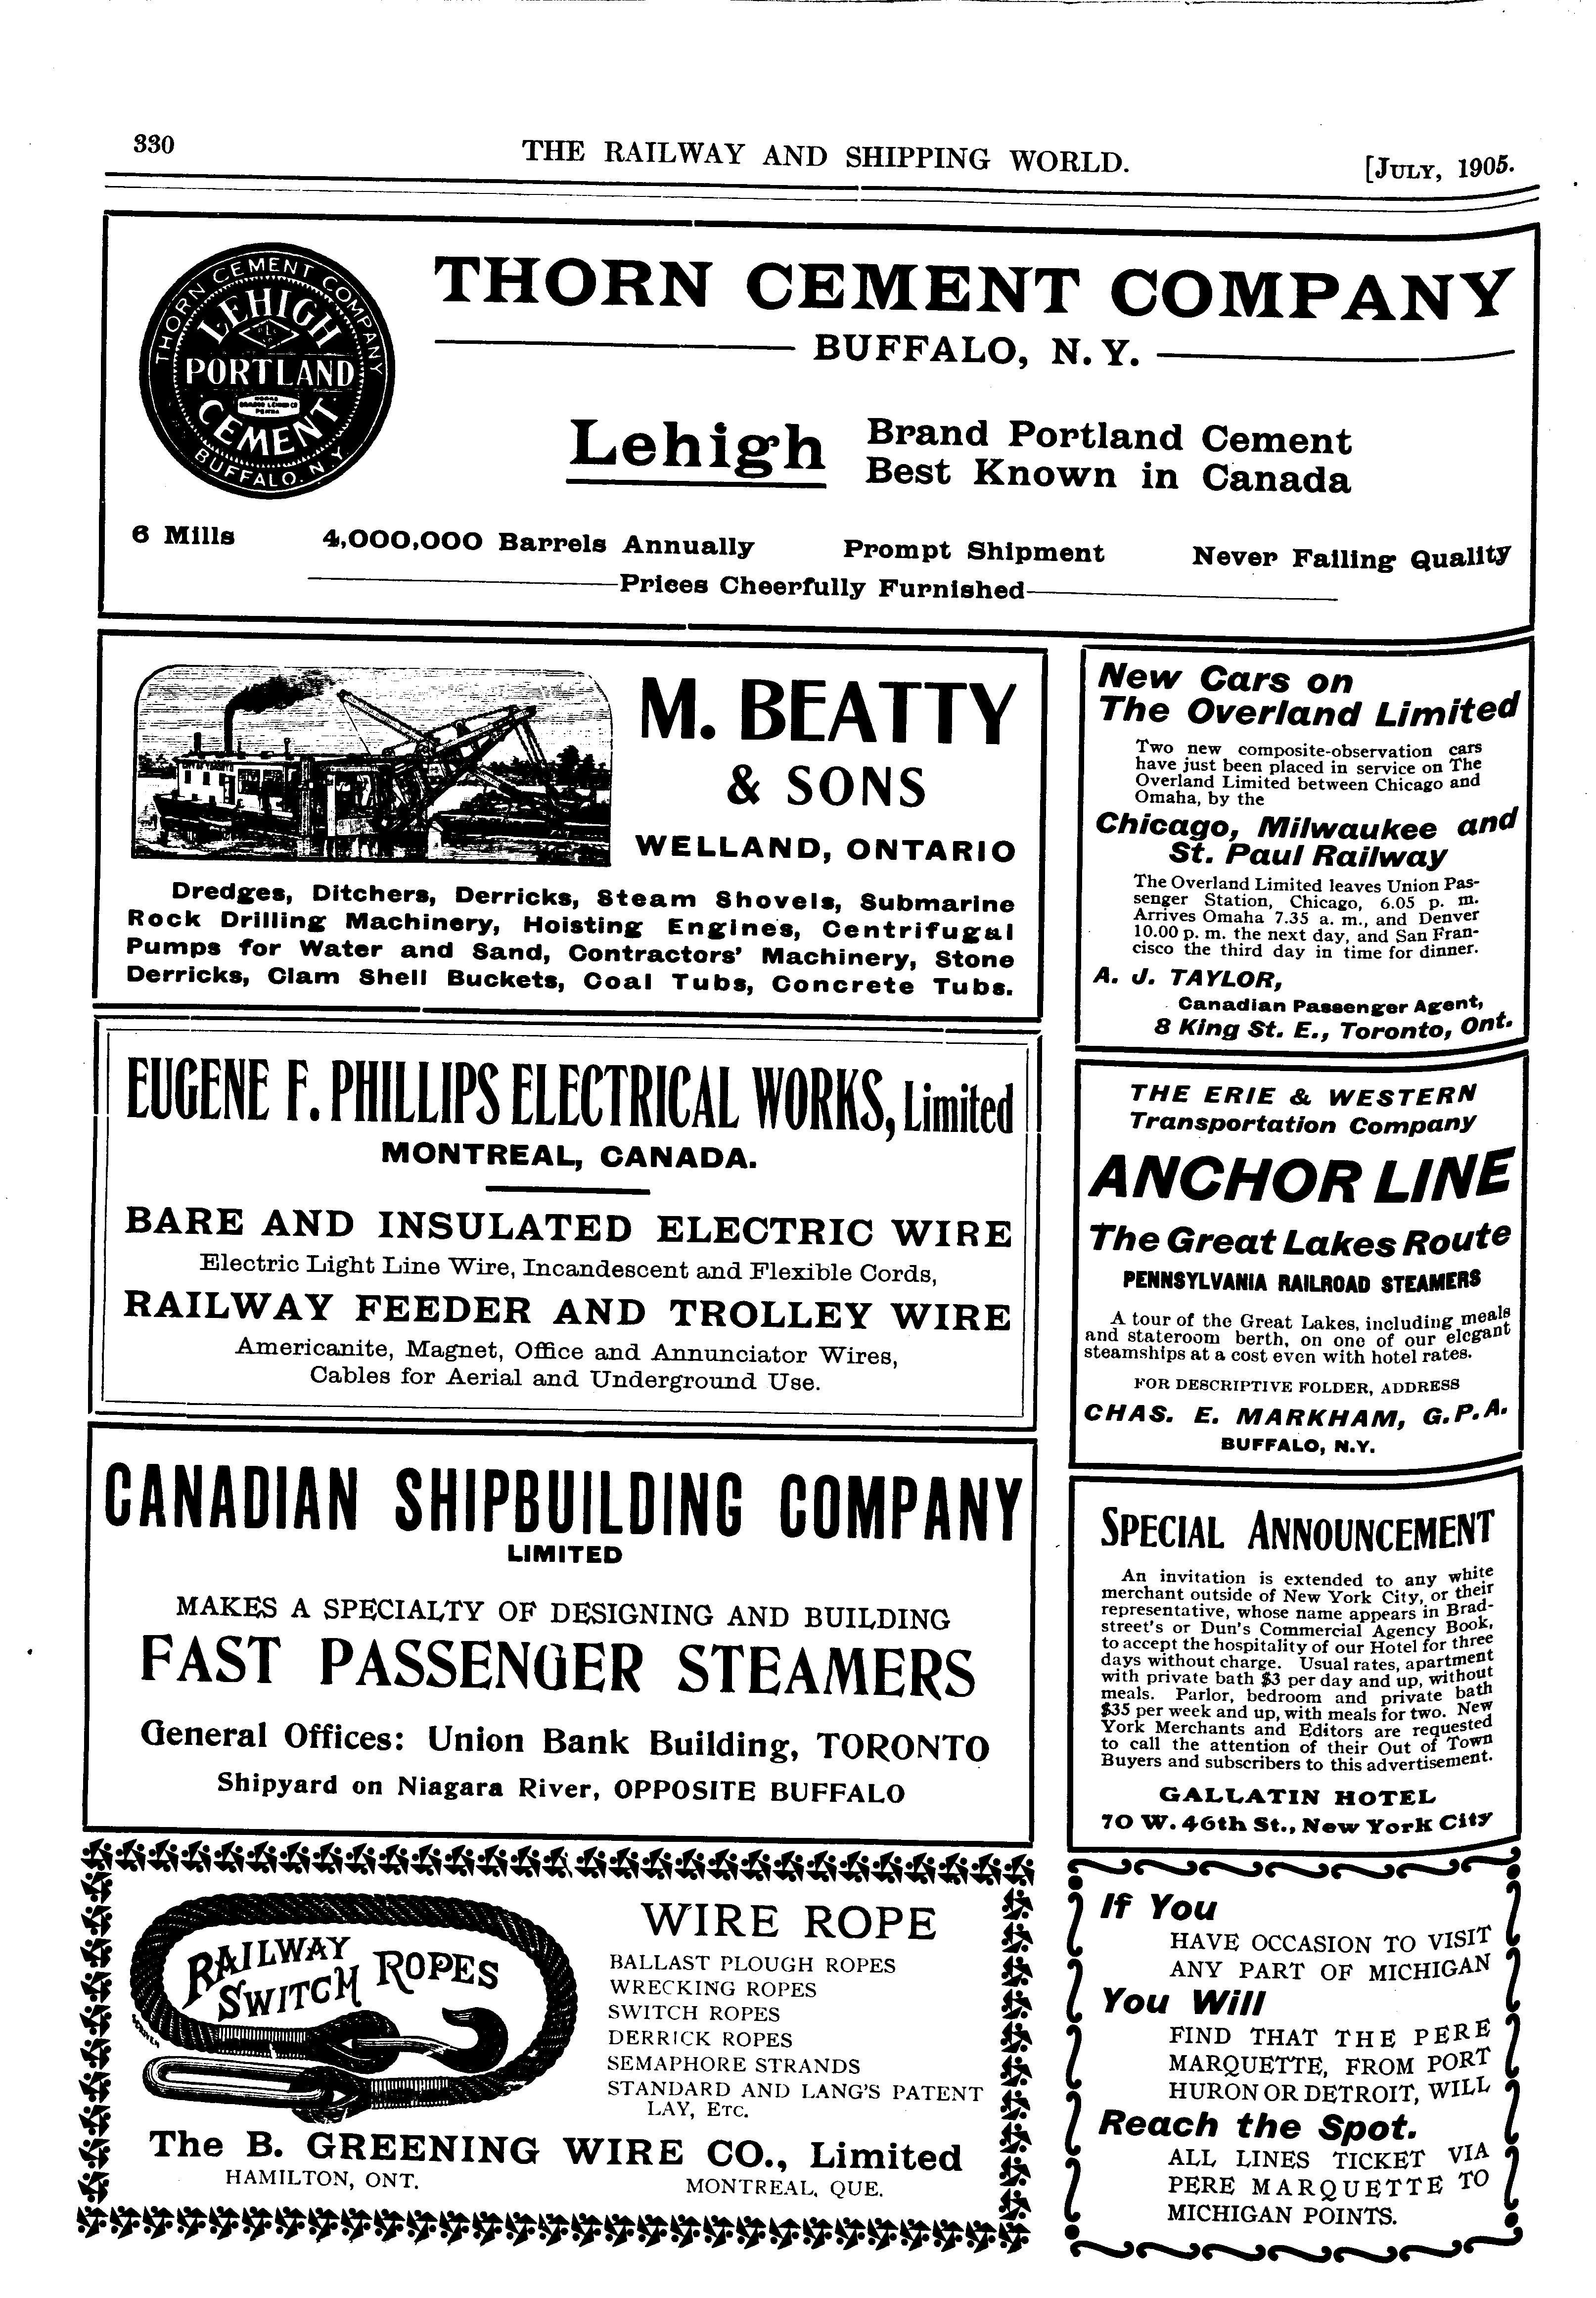 330
THE RAILWAY AND SHIPPING WORLD.
[JULY, 1905.
THORN CEMENT COMPANY
LEHIGH
L
PORTLAND
WORKS
PENNA
CEMENT
BUFFALO. N.Y.
THORN CEMENT COMPANY
BUFFALO, N.Y.
Lehigh
Brand Portland Cement
Best Known in Canada
6 Mills 4,000,000 Barrels Annually Prompt Shipment Never Failing Quality
Prices Cheerfully Furnished
M. BEATTY
& SONS
WELLAND, ONTARIO
Dredges, Ditchers, Derricks, Steam Shovels, Submarine
Rock Drilling Machinery, Hoisting Engines, Centrifugal
Pumps for Water and Sand, Contractors' Machinery, Stone
Derricks, Clam Shell Buckets, Coal Tubs, Concrete Tubs.
EUGENE F. PHILLIPS ELECTRICAL WORKS, Limited
MONTREAL, CANADA.
BARE AND INSULATED ELECTRIC WIRE
Electric Light Line Wire, Incandescent and Flexible Cords,
RAILWAY FEEDER AND TROLLEY WIRE
Americanite, Magnet, Office and Annunciator Wires,
Cables for Aerial and Underground Use.
CANADIAN SHIPBUILDING COMPANY
LIMITED
MAKES A SPECIALTY OF DESIGNING AND BUILDING
FAST PASSENGER STEAMERS
General Offices: Union Bank Building, TORONTO
Shipyard on Niagara River, OPPOSITE BUFFALO
RAILWAY
SWITCH ROPES
WIRE ROPE
BALLAST PLOUGH ROPES
WRECKING ROPES
SWITCH ROPES
DERRICK ROPES
SEMAPHORE STRANDS
STANDARD AND LANG'S PATENT
LAY, ETC.
The B. GREENING WIRE CO., Limited
HAMILTON, ONT. MONTREAL, QUE.
New Cars on
The Overland Limited
Two new composite-observation cars
have just been placed in service on The
Overland Limited between Chicago and
Omaha, by the
Chicago, Milwaukee and
St. Paul Railway
The Overland Limited leaves Union Pas-
senger Station, Chicago, 6.05 p. m.
Arrives Omaha 7.35 a. m., and Denver
10.00 p. m. the next day, and San Fran-
cisco the third day in time for dinner.
A. J. TAYLOR,
Canadian Passenger Agent,
8 King St. E., Toronto, Ont.
THE ERIE & WESTERN
Transportation Company
ANCHOR LINE
The Great Lakes Route
PENNSYLVANIA RAILROAD STEAMERS
A tour of the Great Lakes, including meals
and stateroom berth, on one of our elegant
steamships at a cost even with hotel rates.
FOR DESCRIPTIVE FOLDER, ADDRESS
CHAS. E. MARKHAM, G.P.A.
BUFFALO, N.Y.
SPECIAL ANNOUNCEMENT
An invitation is extended to any white
merchant outside of New York City, or their
representative, whose name appears in Brad-
street's or Dun's Commercial Agency Book,
to accept the hospitality of our Hotel for three
days without charge. Usual rates, apartment
with private bath $3 per day and up, without
meals. Parlor, bedroom and private bath
$35 per week and up, with meals for two. New
York Merchants and Editors are requested
to call the attention of their Out of Town
Buyers and subscribers to this advertisement.
GALLATIN HOTEL
70 W. 46th St., New York City
If You
HAVE OCCASION TO VISIT
ANY PART OF MICHIGAN
You Will
FIND THAT THE PERE
MARQUETTE, FROM PORT
HURON OR DETROIT, WILL
Reach the Spot.
ALL LINES TICKET VIA
PERE MARQUETTE TO
MICHIGAN POINTS.